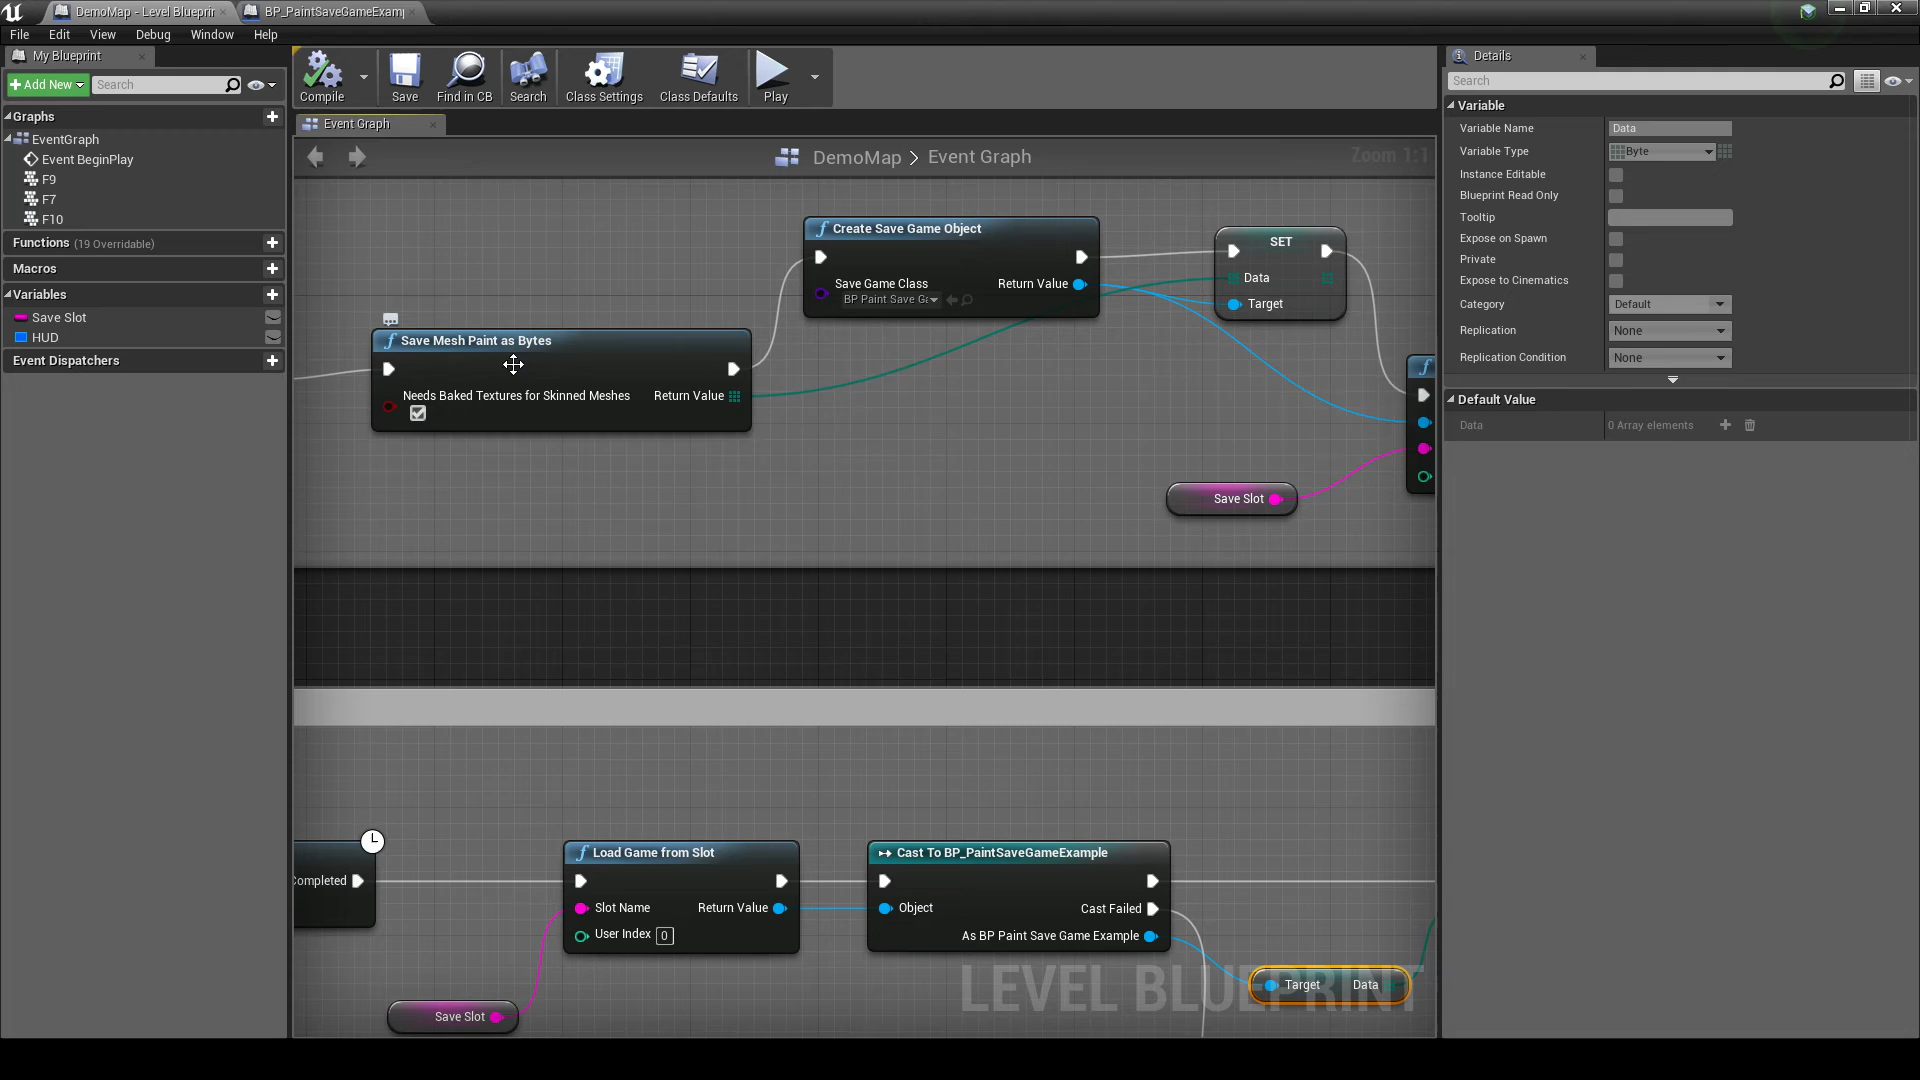 DemoMap - Level Blueprir
BP_PaintSaveGameExam
File Edit View Debug Window Help
My Blueprint
Add New
Search
Graphs
EventGraph
Event BeginPlay
F9
F7
F10
Functions (19 Overridable)
Macros
Variables
Save Slot
HUD
Event Dispatchers
Compile
Save
Find in CB
Search
Class Settings
Class Defaults
Play
Event Graph
DemoMap > Event Graph
Zoom 1:1
Create Save Game Object
Save Game Class
BP Paint Save Ga
Return Value
SET
Data
Target
Save Mesh Paint as Bytes
Needs Baked Textures for Skinned Meshes
Return Value
Save Slot
Completed
Load Game from Slot
Slot Name
Return Value
User Index 0
Cast To BP_PaintSaveGameExample
Object
Cast Failed
As BP Paint Save Game Example
Target Data
Save Slot
LEVEL BLUEPRINT
Details
Search
Variable
Variable Name Data
Variable Type Byte
Instance Editable
Blueprint Read Only
Tooltip
Expose on Spawn
Private
Expose to Cinematics
Category Default
Replication None
Replication Condition None
Default Value
Data 0 Array elements